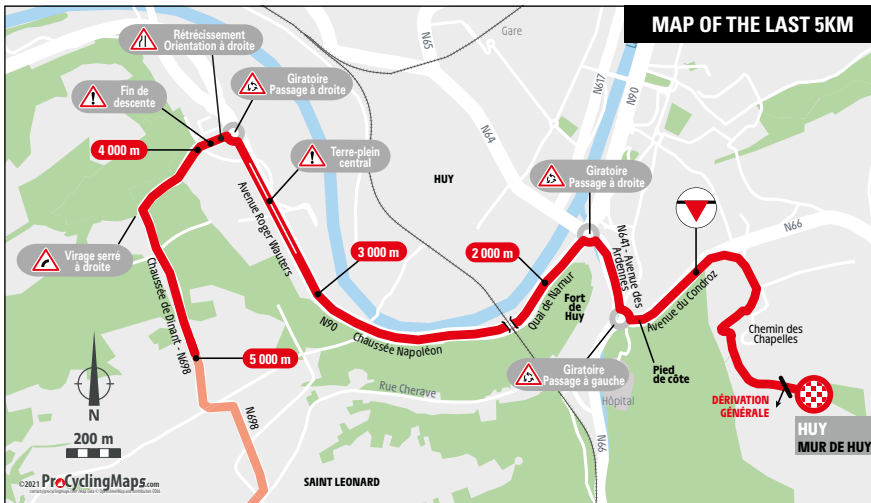 MAP OF THE LAST 5KM
Rétrécissement
Orientation à droite
Giratoire
Passage à droite
Fin de
descente
4 000 m
Terre-plein
central
Virage serré
à droite
Avenue Roger Wauters
Chaussée de Dinant - N698
5 000 m
3 000 m
N90
Chaussée Napoléon
Rue Cherave
N698
N65
Gare
N617
N90
N64
HUY
Giratoire
Passage à droite
2 000 m
Quai de Namur
Fort
de
Huy
N641 - Avenue des
Ardennes
N66
Avenue du Condroz
Pied
de côte
Giratoire
Passage à gauche
Hôpital
N66
Chemin des
Chapelles
DÉRIVATION
GÉNÉRALE
HUY
MUR DE HUY
N
200 m
SAINT LEONARD
©2021 ProCyclingMaps.com